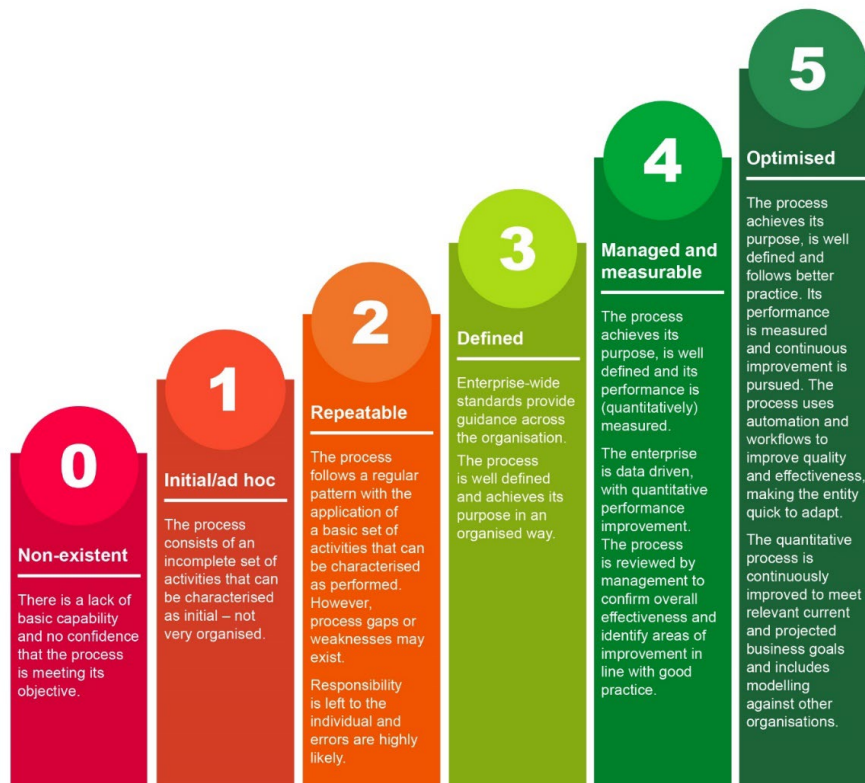 0
Non-existent
There is a lack of
basic capability
and no confidence
that the process
is meeting its
objective.
1
Initial/ad hoc
The process
consists of an
incomplete set of
activities that can
be characterised
as initial – not
very organised.
2
Repeatable
The process
follows a regular
pattern with the
application of
a basic set of
activities that can
be characterised
as performed.
However,
process gaps or
weaknesses may
exist.
Responsibility
is left to the
individual and
errors are highly
likely.
3
Defined
Enterprise-wide
standards provide
guidance across
the organisation.
The process
is well defined
and achieves its
purpose in an
organised way.
4
Managed and
measurable
The process
achieves its
purpose, is well
defined and its
performance is
(quantitatively)
measured.
The enterprise
is data driven,
with quantitative
performance
improvement.
The process
is reviewed by
management to
confirm overall
effectiveness and
identify areas of
improvement in
line with good
practice.
5
Optimised
The process
achieves its
purpose, is well
defined and
follows better
practice. Its
performance
is measured
and continuous
improvement is
pursued. The
process uses
automation and
workflows to
improve quality
and effectiveness,
making the entity
quick to adapt.
The quantitative
process is
continuously
improved to meet
relevant current
and projected
business goals
and includes
modelling
against other
organisations.